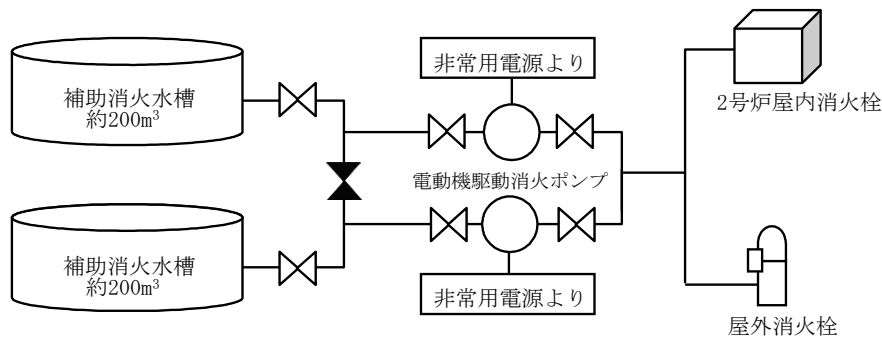 補助消火水槽
約200m³
非常用電源より
2号炉屋内消火栓
電動機駆動消火ポンプ
補助消火水槽
約200m³
非常用電源より
屋外消火栓